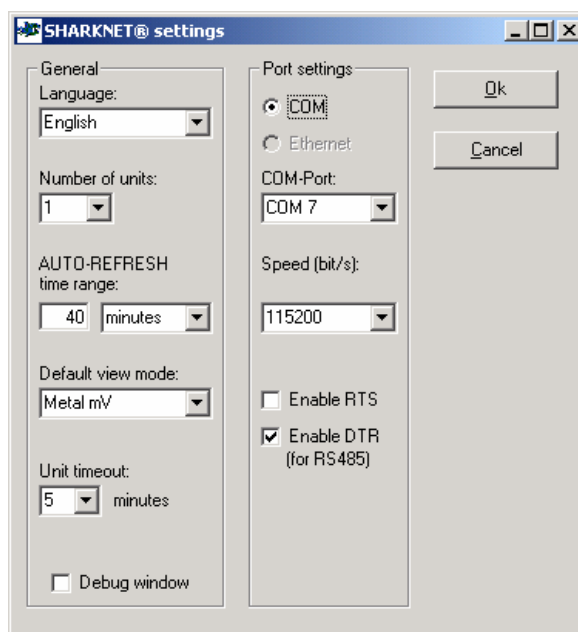 SHARKNET® settings
General
Language:
English
Number of units:
1
AUTO-REFRESH
time range:
40 minutes
Default view mode:
Metal mV
Unit timeout:
5 minutes
Debug window
Port settings
COM
Ethernet
COM-Port:
COM 7
Speed (bit/s):
115200
Enable RTS
Enable DTR
(for RS485)
Ok
Cancel